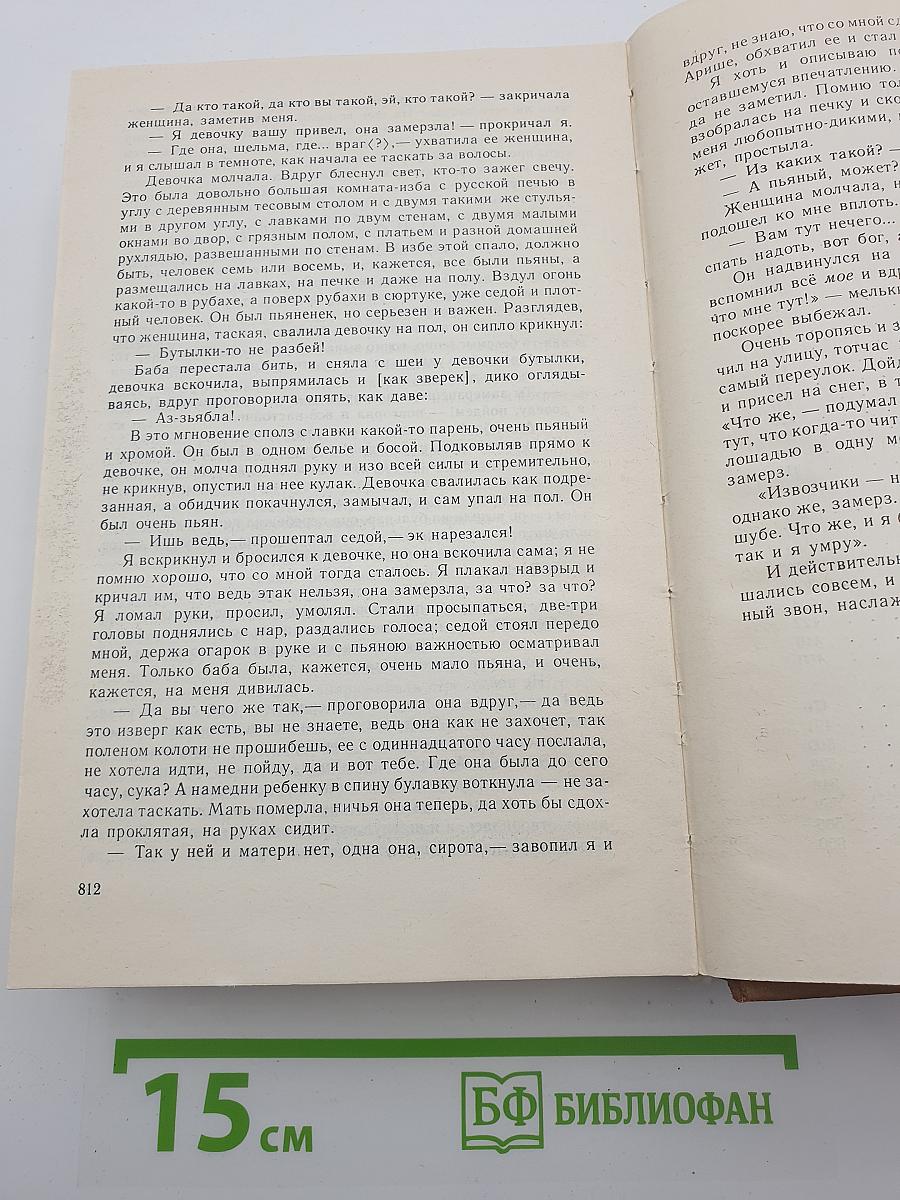 — Да кто такой, да кто вы такой, эй, кто такой? — закричала
женщина, заметив меня.
— Я девочку вашу привел, она замерзла! — прокричал я.
— Где она, шельма, где... враг⟨?⟩,— ухватила ее женщина,
и я слышал в темноте, как начала ее таскать за волосы.
Девочка молчала. Вдруг блеснул свет, кто-то зажег свечу.
Это была довольно большая комната-изба с русской печью в
углу с деревянным тесовым столом и с двумя такими же стулья-
ми в другом углу, с лавками по двум стенам, с двумя малыми
окнами во двор, с грязным полом, с платьем и разной домашней
рухлядью, развешанными по стенам. В избе этой спало, должно
быть, человек семь или восемь, и, кажется, все были пьяны, а
размещались на лавках, на печке и даже на полу. Вздул огонь
какой-то в рубахе, а поверх рубахи в сюртуке, уже седой и плот-
ный человек. Он был пьяненек, но серьезен и важен. Разглядев,
что женщина, таская, свалила девочку на пол, он сипло крикнул:
— Бутылки-то не разбей!
Баба перестала бить, и сняла с шеи у девочки бутылки,
девочка вскочила, выпрямилась и [как зверек], дико огляды-
ваясь, вдруг проговорила опять, как даве:
— Аз-зьябла!.
В это мгновение сполз с лавки какой-то парень, очень пьяный
и хромой. Он был в одном белье и босой. Подковыляв прямо к
девочке, он молча поднял руку и изо всей силы и стремительно,
не крикнув, опустил на нее кулак. Девочка свалилась как подре-
занная, а обидчик покачнулся, замычал, и сам упал на пол. Он
был очень пьян.
— Ишь ведь,— прошептал седой,— эк нарезался!
Я вскрикнул и бросился к девочке, но она вскочила сама; я не
помню хорошо, что со мной тогда сталось. Я плакал навзрыд и
кричал им, что ведь этак нельзя, она замерзла, за что? за что?
Я ломал руки, просил, умолял. Стали просыпаться, две-три
головы поднялись с нар, раздались голоса; седой стоял передо
мной, держа огарок в руке и с пьяною важностью осматривал
меня. Только баба была, кажется, очень мало пьяна, и очень,
кажется, на меня дивилась.
— Да вы чего же так,— проговорила она вдруг,— да ведь
это изверг как есть, вы не знаете, ведь она как не захочет, так
поленом колоти не прошибешь, ее с одиннадцатого часу послала,
не хотела идти, не пойду, да и вот тебе. Где она была до сего
часу, сука? А намедни ребенку в спину булавку воткнула — не за-
хотела таскать. Мать померла, ничья она теперь, да хоть бы сдох-
ла проклятая, на руках сидит.
— Так у ней и матери нет, одна она, сирота,— завопил я и
812
вдруг, не знаю, что со мной
Арише, обхватил ее и стал
Я хоть и описываю
оставшемуся впечатлению.
да не заметил. Помню
взобралась на печку и
меня любопытно-дикими,
жет, простыла.
— Из каких такой? —
— А пьяный, может?
Женщина молчала,
подошел ко мне вплоть.
— Вам тут нечего...
спать надоть, вот бог,
Он надвинулся на
вспомнил всё мое и
что мне тут!» —
поскорее выбежал.
Очень торопясь и
чил на улицу, тотчас
самый переулок.
и присел на снег, в
«Что же, — подумал
тут, что когда-то
лошадью в одну
замерз.
«Извозчики —
однако же, замерз.
шубе. Что же, и я
так и я умру».
И
шались совсем, и
ный звон,
15 см
БФ БИБЛИОФАН